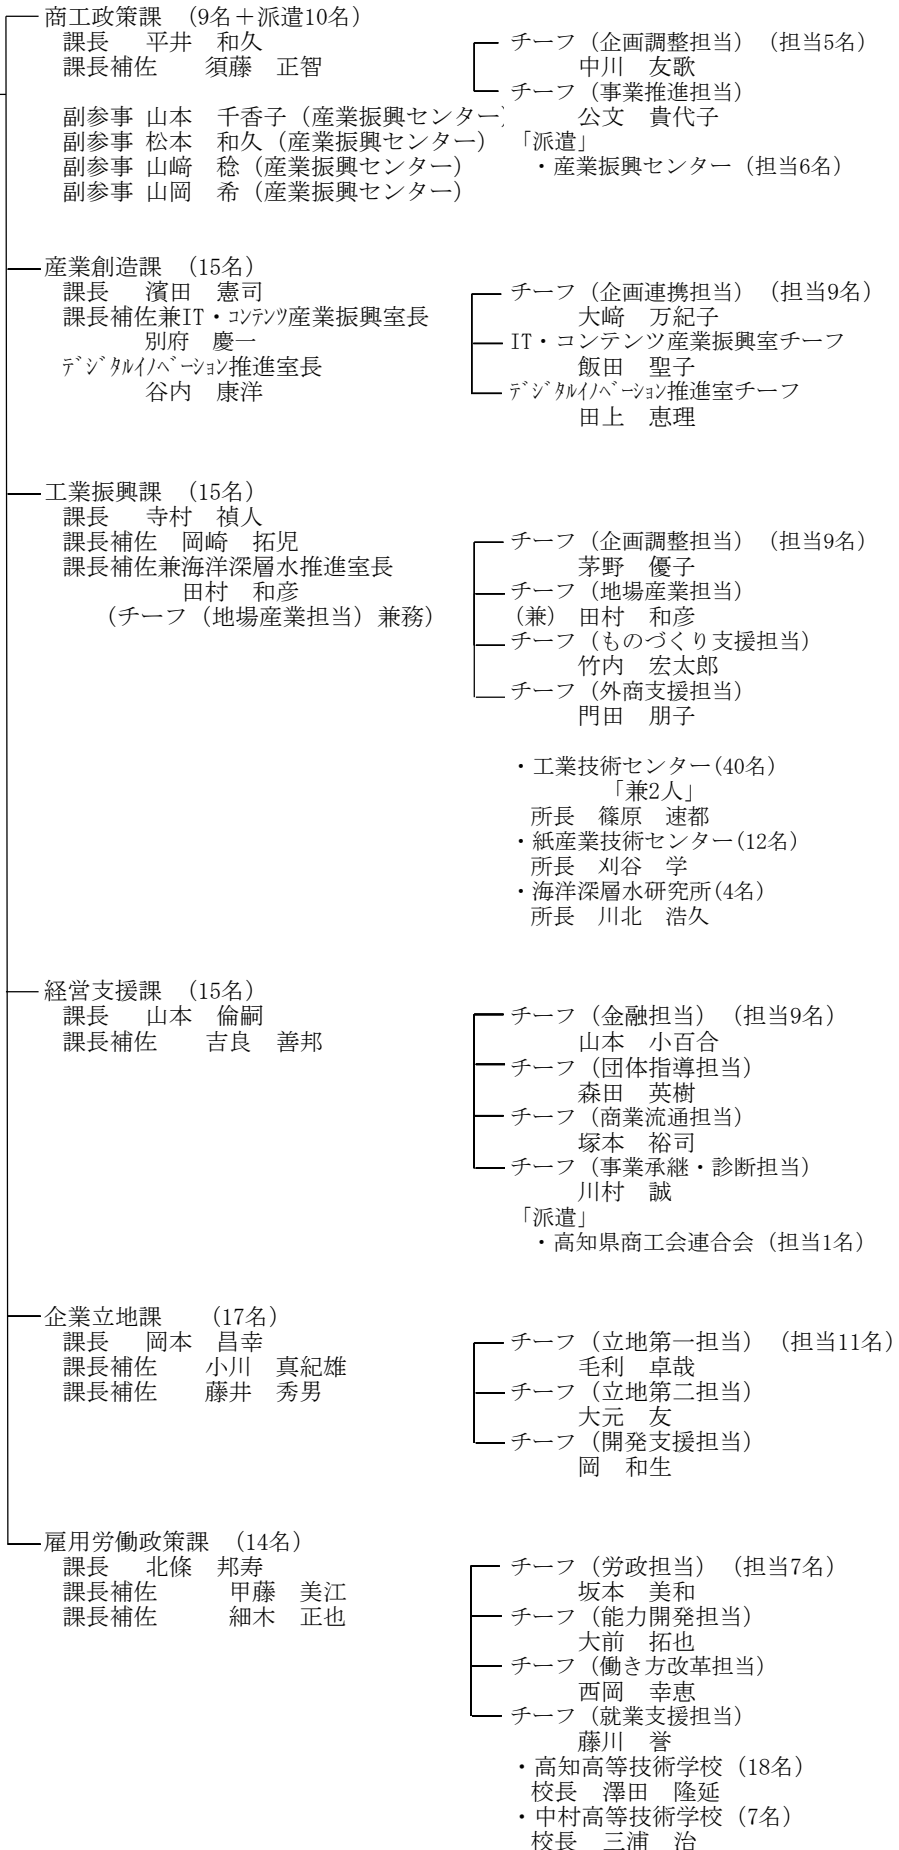 商工政策課 (9名＋派遣10名)
課長 平井 和久
課長補佐 須藤 正智
副参事 山本 千香子 (産業振興センター)
副参事 松本 和久 (産業振興センター)
副参事 山﨑 稔 (産業振興センター)
副参事 山岡 希 (産業振興センター)
チーフ (企画調整担当) (担当5名)
中川 友歌
チーフ (事業推進担当)
公文 貴代子
「派遣」
・産業振興センター (担当6名)
産業創造課 (15名)
課長 濱田 憲司
課長補佐兼IT・ｺﾝﾃﾝﾂ産業振興室長
別府 慶一
ﾃﾞｼﾞﾀﾙｲﾉﾍﾞｰｼｮﾝ推進室長
谷内 康洋
チーフ (企画連携担当) (担当9名)
大﨑 万紀子
IT・コンテンツ産業振興室チーフ
飯田 聖子
ﾃﾞｼﾞﾀﾙｲﾉﾍﾞｰｼｮﾝ推進室チーフ
田上 恵理
工業振興課 (15名)
課長 寺村 禎人
課長補佐 岡崎 拓児
課長補佐兼海洋深層水推進室長
田村 和彦
(チーフ (地場産業担当) 兼務)
チーフ (企画調整担当) (担当9名)
茅野 優子
チーフ (地場産業担当)
(兼) 田村 和彦
チーフ (ものづくり支援担当)
竹内 宏太郎
チーフ (外商支援担当)
門田 朋子
・工業技術センター(40名)
「兼2人」
所長 篠原 速都
・紙産業技術センター(12名)
所長 刈谷 学
・海洋深層水研究所(4名)
所長 川北 浩久
経営支援課 (15名)
課長 山本 倫嗣
課長補佐 吉良 善邦
チーフ (金融担当) (担当9名)
山本 小百合
チーフ (団体指導担当)
森田 英樹
チーフ (商業流通担当)
塚本 裕司
チーフ (事業承継・診断担当)
川村 誠
「派遣」
・高知県商工会連合会 (担当1名)
企業立地課 (17名)
課長 岡本 昌幸
課長補佐 小川 真紀雄
課長補佐 藤井 秀男
チーフ (立地第一担当) (担当11名)
毛利 卓哉
チーフ (立地第二担当)
大元 友
チーフ (開発支援担当)
岡 和生
雇用労働政策課 (14名)
課長 北條 邦寿
課長補佐 甲藤 美江
課長補佐 細木 正也
チーフ (労政担当) (担当7名)
坂本 美和
チーフ (能力開発担当)
大前 拓也
チーフ (働き方改革担当)
西岡 幸恵
チーフ (就業支援担当)
藤川 誉
・高知高等技術学校 (18名)
校長 澤田 隆延
・中村高等技術学校 (7名)
校長 三浦 治